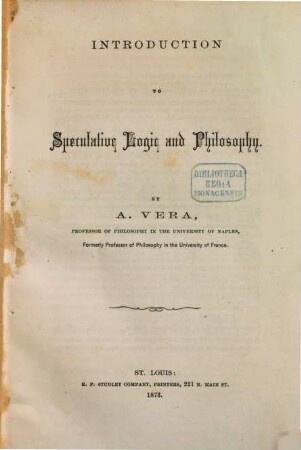 INTRODUCTION
TO
Speculative Logic and Philosophy.
BIBLIOTHECA
REGIA
MONACENSIS
BY
A. VERA,
PROFESSOR OF PHILOSOPHY IN THE UNIVERSITY OF NAPLES,
Formerly Professor of Philosophy in the University of France.
ST. LOUIS:
R. P. STUDLEY COMPANY, PRINTERS, 221 N. MAIN ST.
1873.